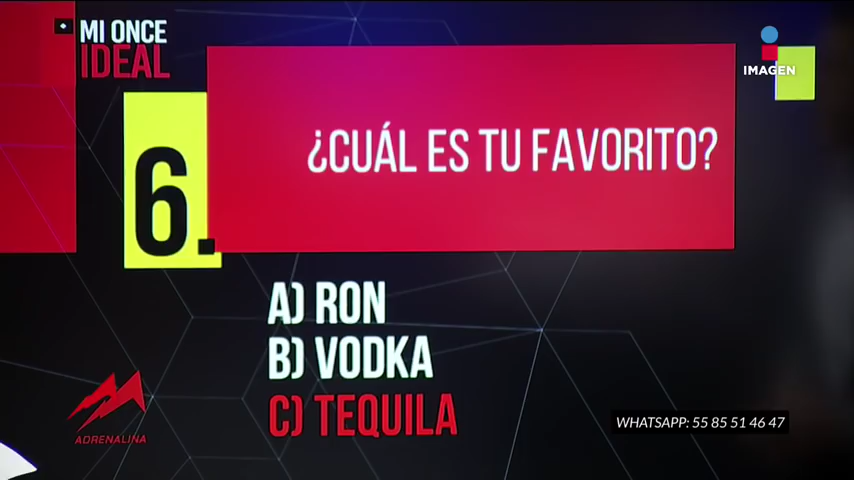 MI ONCE
IDEAL
IMAGEN
6.
¿CUÁL ES TU FAVORITO?
A) RON
B) VODKA
C) TEQUILA
ADRENALINA
WHATSAPP: 55 85 51 46 47